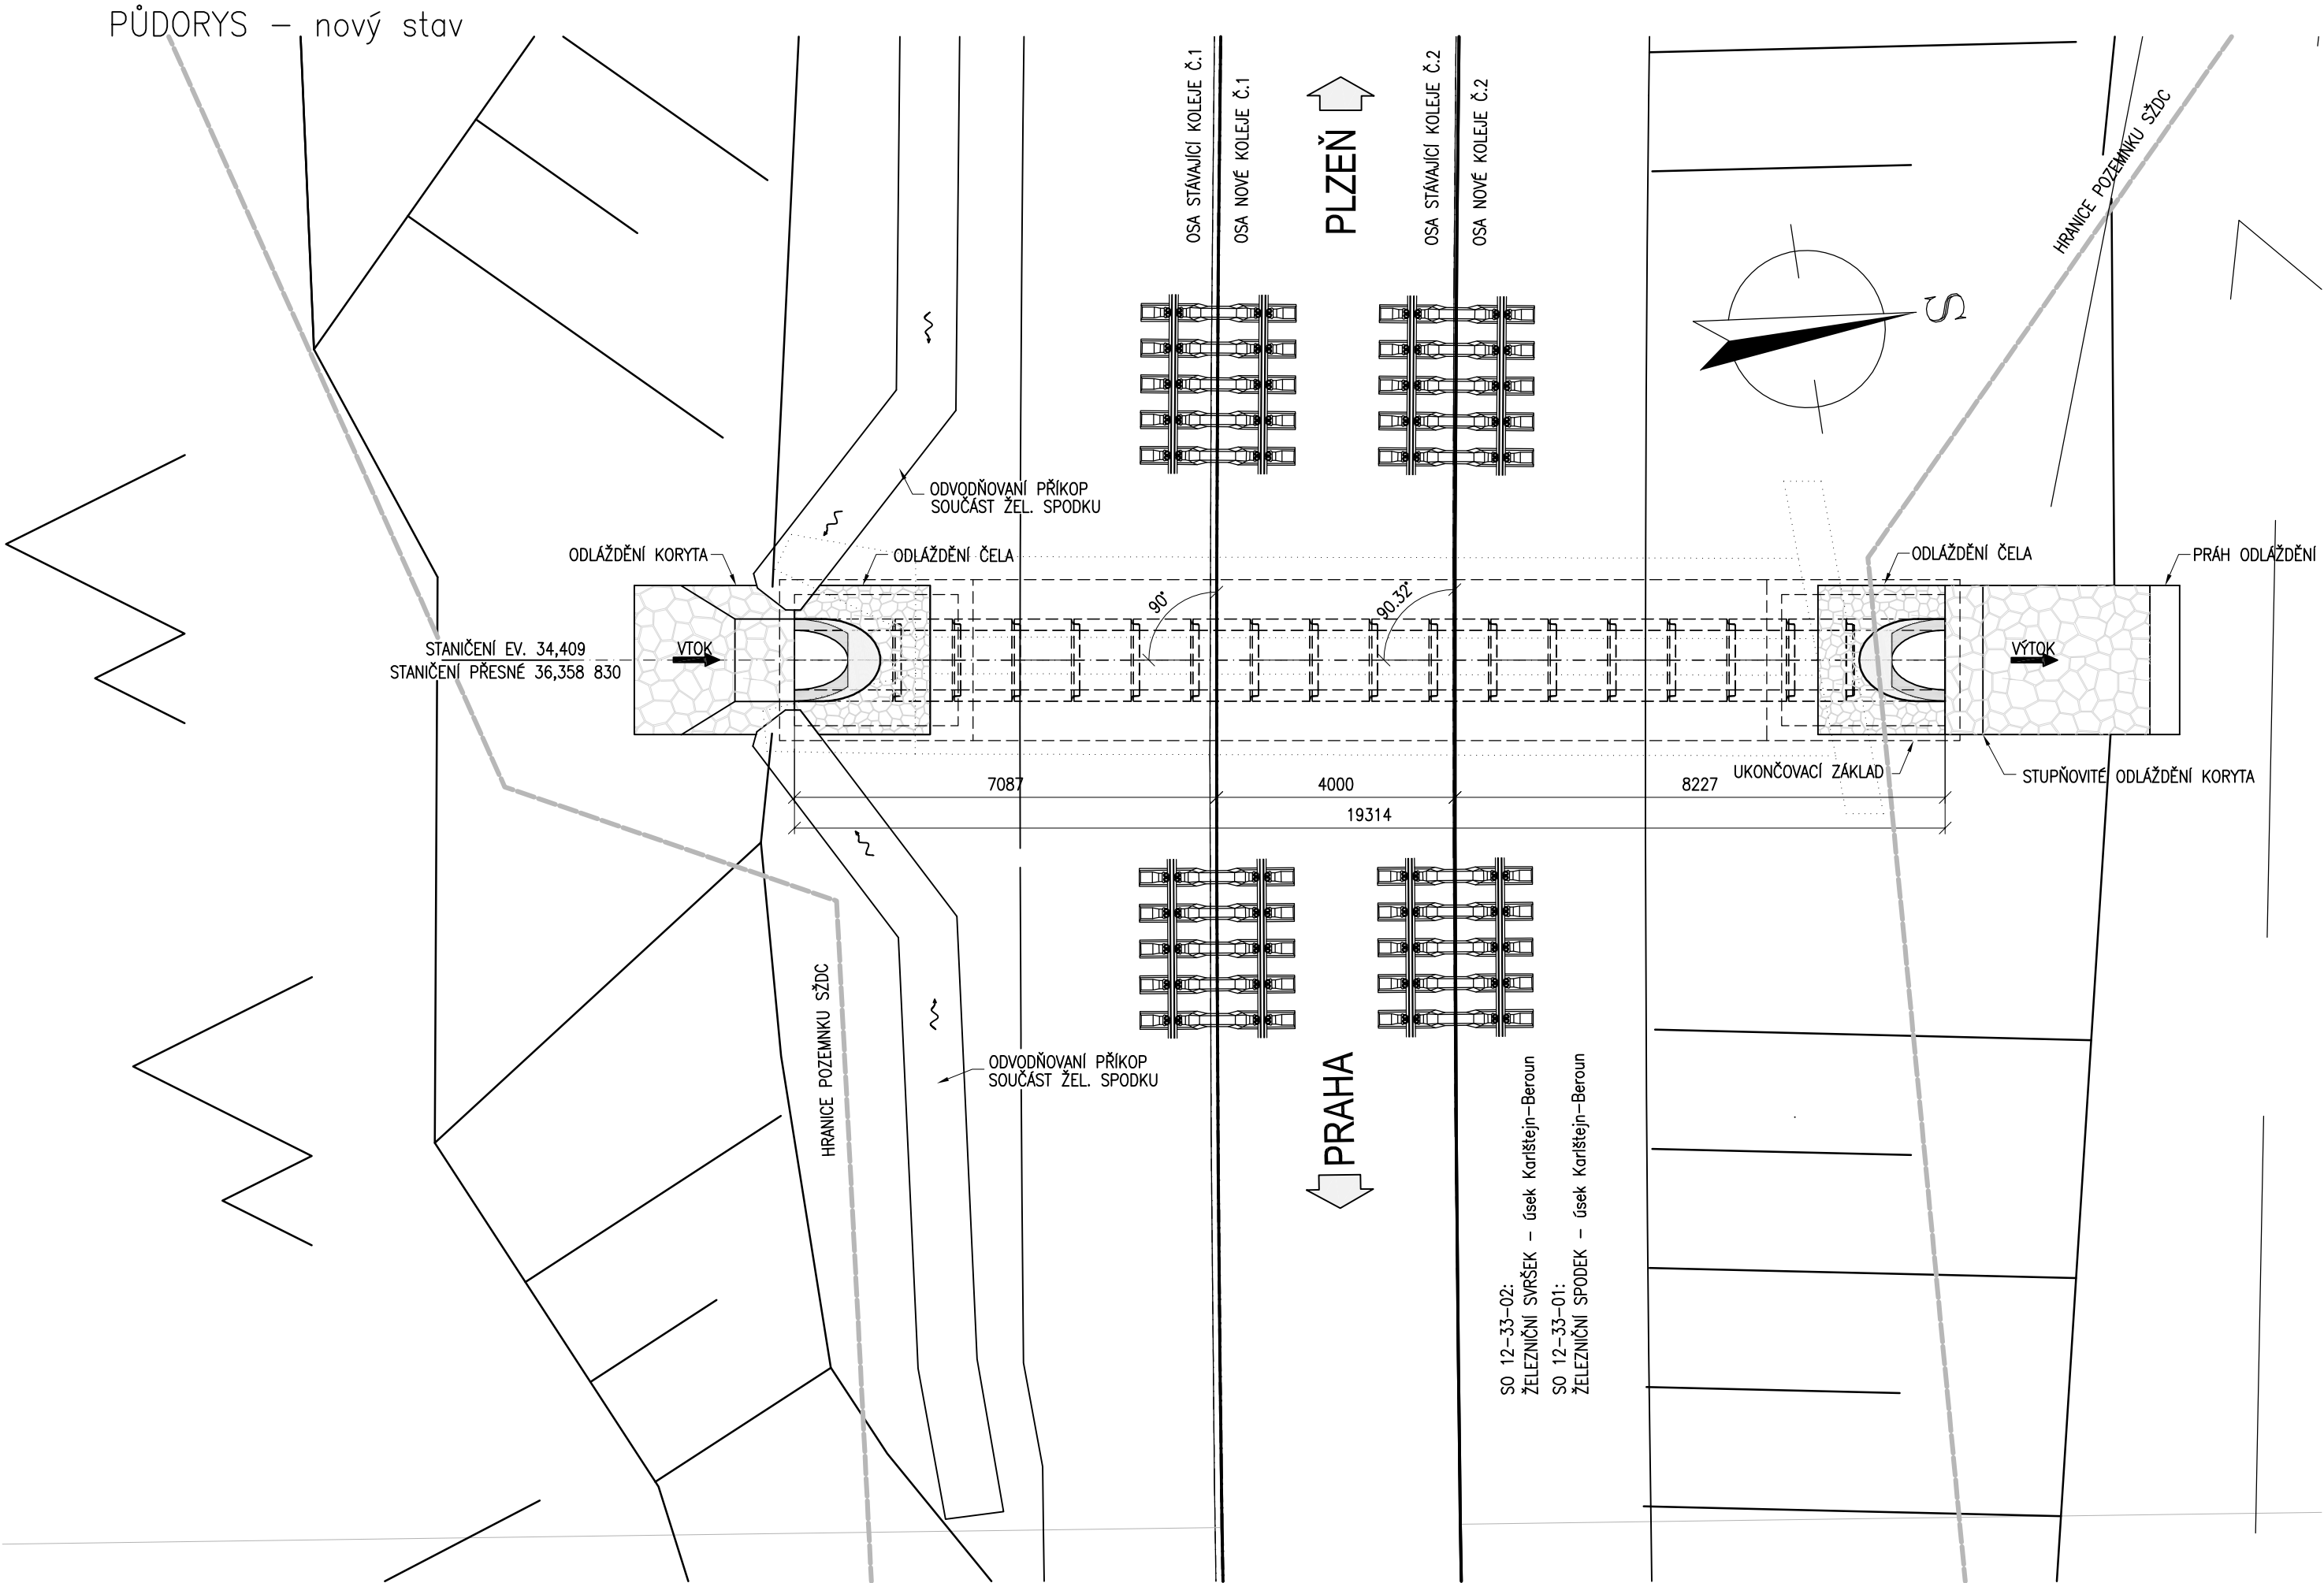 PŮDORYS – nový stav
OSA STÁVAJÍCÍ KOLEJE Č.1
OSA NOVÉ KOLEJE Č.1
PLZEŇ
OSA STÁVAJÍCÍ KOLEJE Č.2
OSA NOVÉ KOLEJE Č.2
HRANICE POZEMNKU SŽDC
S
ODVODŇOVANÍ PŘÍKOP
SOUČÁST ŽEL. SPODKU
ODLÁŽDĚNÍ KORYTA
ODLÁŽDĚNÍ ČELA
ODLÁŽDĚNÍ ČELA
PRÁH ODLÁŽDĚNÍ
90°
90.32°
STANIČENÍ EV. 34,409
STANIČENÍ PŘESNÉ 36,358 830
VTOK
VÝTOK
UKONČOVACÍ ZÁKLAD
STUPŇOVITÉ ODLÁŽDĚNÍ KORYTA
7087
4000
8227
19314
HRANICE POZEMNKU SŽDC
ODVODŇOVANÍ PŘÍKOP
SOUČÁST ŽEL. SPODKU
PRAHA
SO 12–33–02:
ŽELEZNIČNÍ SVRŠEK – úsek Karlštejn–Beroun
SO 12–33–01:
ŽELEZNIČNÍ SPODEK – úsek Karlštejn–Beroun